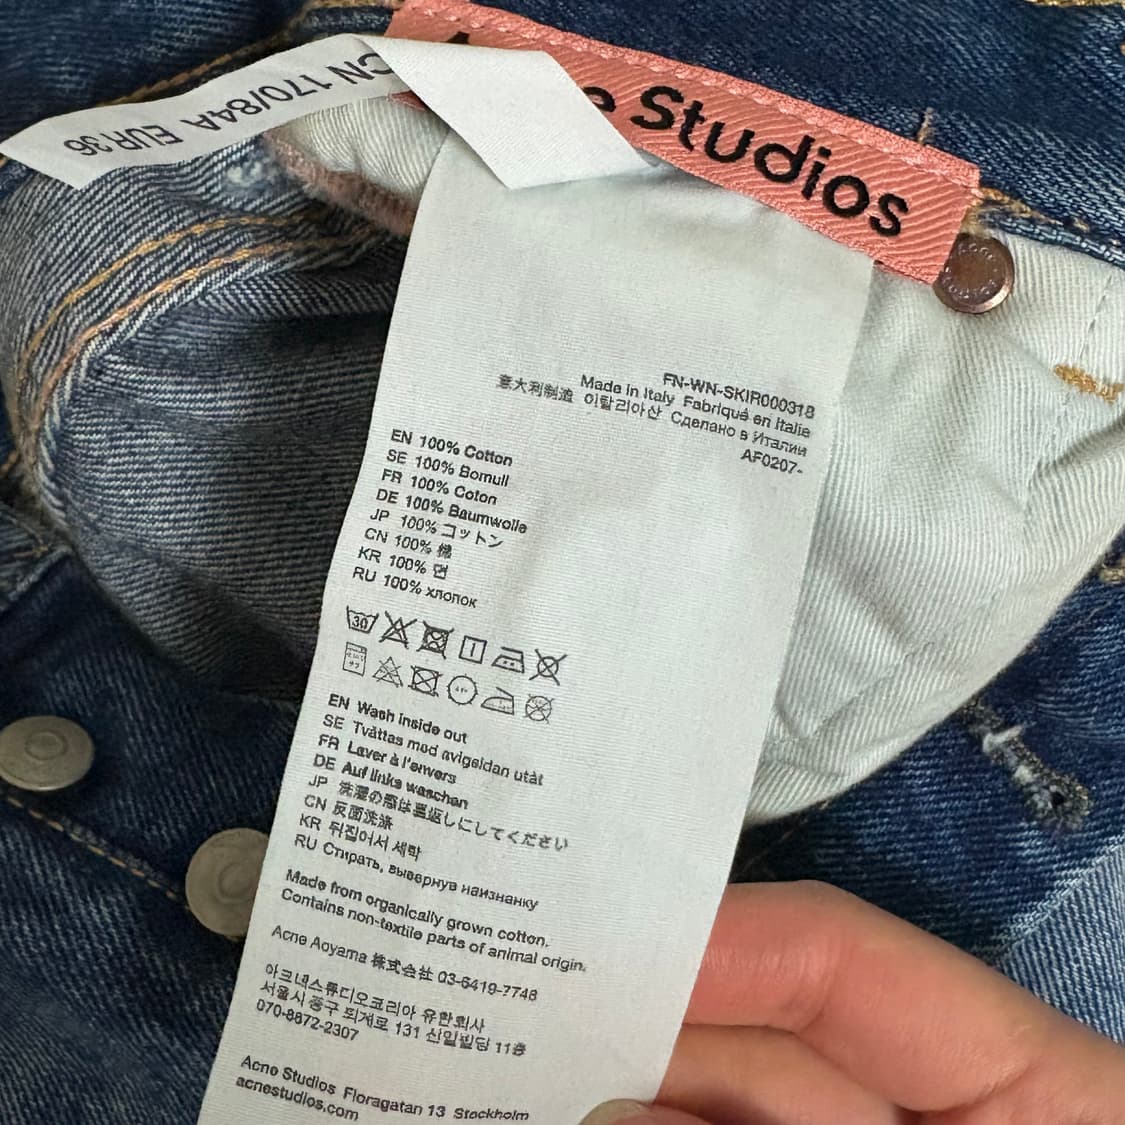 CN 170/84A EUR 36
Studios
FN-WN-SKIR000318
Made in Italy Fabriqué en Italie
意大利制造 이탈리아산 Сделано в Италии
AF0207-
EN 100% Cotton
SE 100% Bomull
FR 100% Coton
DE 100% Baumwolle
JP 100% コットン
CN 100% 棉
KR 100% 면
RU 100% хлопок
30
EN Wash inside out
SE Tvättas med avigsidan utåt
FR Laver à l'envers
DE Auf links waschen
JP 洗濯の際は裏返しにしてください
CN 反面洗涤
KR 뒤집어서 세탁
RU Стирать, вывернув наизнанку
Made from organically grown cotton.
Contains non-textile parts of animal origin.
Acne Aoyama 株式会社 03-6419-7748
아크네스튜디오코리아 유한회사
서울시 중구 퇴계로 131 신일빌딩 11층
070-8872-2307
Acne Studios Floragatan 13 Stockholm
acnestudios.com